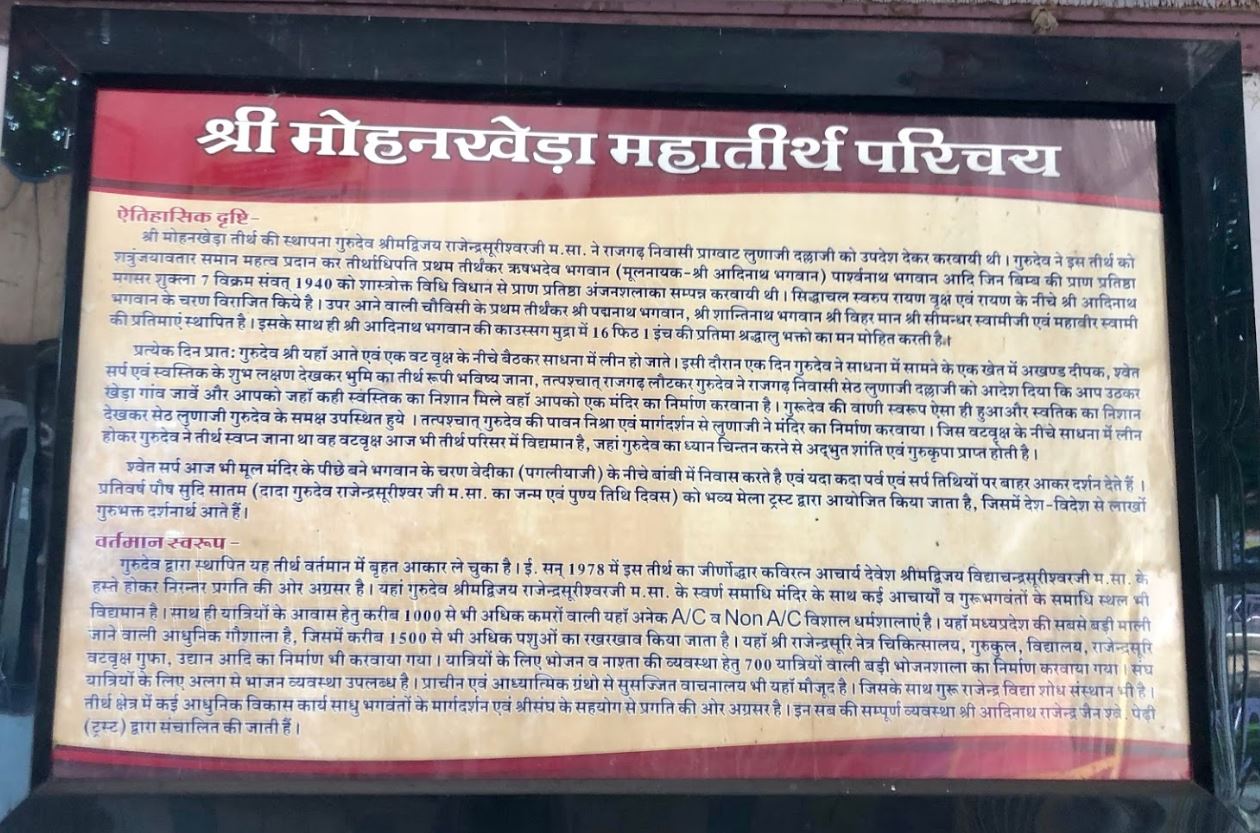 श्री मोहनखेड़ा महातीर्थ परिचय
ऐतिहासिक दृष्टि-
श्री मोहनखेड़ा तीर्थ की स्थापना गुरुदेव श्रीमद्विजय राजेन्द्रसूरीश्वरजी म.सा. ने राजगढ़ निवासी प्राग्वाट लुणाजी दल्लाजी को उपदेश देकर करवायी थी। गुरुदेव ने इस तीर्थ को
शत्रुंजयावतार समान महत्व प्रदान कर तीर्थाधिपति प्रथम तीर्थंकर ऋषभदेव भगवान (मूलनायक-श्री आदिनाथ भगवान) पार्श्वनाथ भगवान आदि जिन बिम्ब की प्राण प्रतिष्ठा
मगसर शुक्ला 7 विक्रम संवत् 1940 को शास्त्रोक्त विधि विधान से प्राण प्रतिष्ठा अंजनशलाका सम्पन्न करवायी थी। सिद्धाचल स्वरुप रायण वृक्ष एवं रायण के नीचे श्री आदिनाथ
भगवान के चरण विराजित किये है। उपर आने वाली चौविसी के प्रथम तीर्थंकर श्री पद्मनाथ भगवान, श्री शान्तिनाथ भगवान श्री विहर मान श्री सीमन्धर स्वामीजी एवं महावीर स्वामी
की प्रतिमाएं स्थापित है। इसके साथ ही श्री आदिनाथ भगवान की काउस्सग मुद्रा में 16 फिट 1 इंच की प्रतिमा श्रद्धालु भक्तो का मन मोहित करती है।
प्रत्येक दिन प्रात: गुरुदेव श्री यहाँ आते एवं एक वट वृक्ष के नीचे बैठकर साधना में लीन हो जाते। इसी दौरान एक दिन गुरुदेव ने साधना में सामने के एक खेत में अखण्ड दीपक, श्वेत
सर्प एवं स्वस्तिक के शुभ लक्षण देखकर भुमि का तीर्थ रूपी भविष्य जाना, तत्पश्चात् राजगढ़ लौटकर गुरुदेव ने राजगढ़ निवासी सेठ लुणाजी दल्लाजी को आदेश दिया कि आप उठकर
खेड़ा गांव जावें और आपको जहाँ कही स्वस्तिक का निशान मिले वहाँ आपको एक मंदिर का निर्माण करवाना है। गुरूदेव की वाणी स्वरूप ऐसा ही हुआऔर स्वतिक का निशान
देखकर सेठ लुणाजी गुरुदेव के समक्ष उपस्थित हुये । तत्पश्चात् गुरुदेव की पावन निश्रा एवं मार्गदर्शन से लुणाजी ने मंदिर का निर्माण करवाया। जिस वटवृक्ष के नीचे साधना में लीन
होकर गुरुदेव ने तीर्थ स्वप्न जाना था वह वटवृक्ष आज भी तीर्थ परिसर में विद्यमान है, जहां गुरुदेव का ध्यान चिन्तन करने से अद्भुत शांति एवं गुरुकृपा प्राप्त होती है।
श्वेत सर्प आज भी मूल मंदिर के पीछे बने भगवान के चरण वेदीका (पगलीयाजी) के नीचे बांबी में निवास करते है एवं यदा कदा पर्व एवं सर्प तिथियों पर बाहर आकर दर्शन देते हैं ।
प्रतिवर्ष पौष सुदि सातम (दादा गुरुदेव राजेन्द्रसूरीश्वर जी म.सा. का जन्म एवं पुण्य तिथि दिवस) को भव्य मेला ट्रस्ट द्वारा आयोजित किया जाता है, जिसमें देश-विदेश से लाखों
गुरुभक्त दर्शनार्थ आते हैं।
वर्तमान स्वरूप-
गुरुदेव द्वारा स्थापित यह तीर्थ वर्तमान में बृहत आकार ले चुका है। ई. सन् 1978 में इस तीर्थ का जीर्णोद्धार कविरत्न आचार्य देवेश श्रीमद्विजय विद्याचन्द्रसूरीश्वरजी म.सा. के
हस्ते होकर निरन्तर प्रगति की ओर अग्रसर है। यहां गुरुदेव श्रीमद्विजय राजेन्द्रसूरीश्वरजी म.सा. के स्वर्ण समाधि मंदिर के साथ कई आचार्यों व गुरूभगवंतों के समाधि स्थल भी
विद्यमान है। साथ ही यात्रियों के आवास हेतु करीब 1000 से भी अधिक कमरों वाली यहाँ अनेक A/C व Non A/C विशाल धर्मशालाएं है। यहाँ मध्यप्रदेश की सबसे बड़ी मानी
जाने वाली आधुनिक गौशाला है, जिसमें करीब 1500 से भी अधिक पशुओं का रखरखाव किया जाता है। यहाँ श्री राजेन्द्रसूरि नेत्र चिकित्सालय, गुरुकुल, विद्यालय, राजेन्द्रसुरि
वटवृक्ष गुफा, उद्यान आदि का निर्माण भी करवाया गया। यात्रियों के लिए भोजन व नाश्ता की व्यवस्था हेतु 700 यात्रियों वाली बड़ी भोजनशाला का निर्माण करवाया गया। संघ
यात्रियों के लिए अलग से भाजन व्यवस्था उपलब्ध है। प्राचीन एवं आध्यात्मिक ग्रंथो से सुसज्जित वाचनालय भी यहाँ मौजूद है। जिसके साथ गुरू राजेन्द्र विद्या शोध संस्थान भी है।
तीर्थ क्षेत्र में कई आधुनिक विकास कार्य साधु भगवंतों के मार्गदर्शन एवं श्रीसंघ के सहयोग से प्रगति की ओर अग्रसर है। इन सब की सम्पूर्ण व्यवस्था श्री आदिनाथ राजेन्द्र जैन श्वे. पेढ़ी
(ट्रस्ट) द्वारा संचालित की जाती हैं।